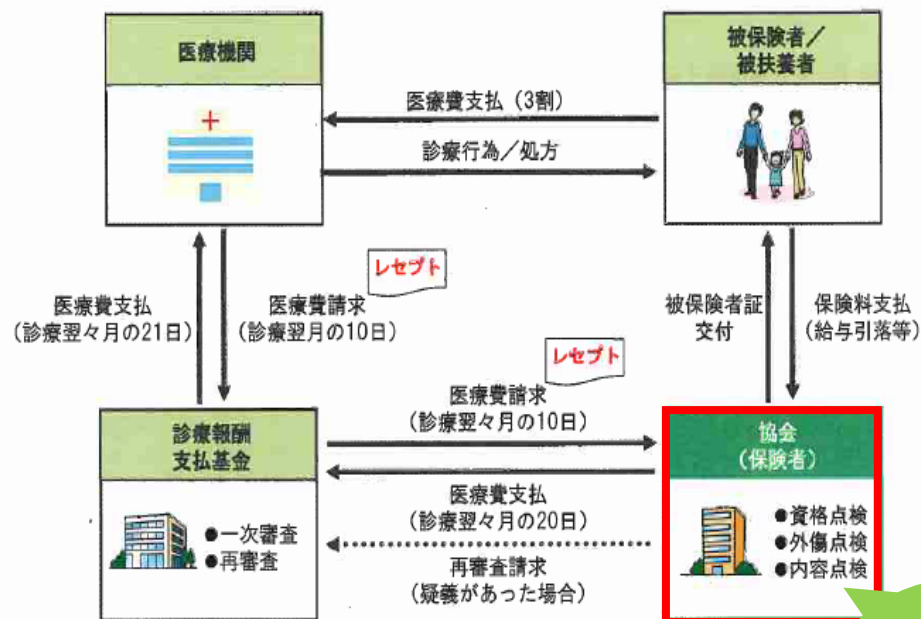 医療機関
被保険者／
被扶養者
医療費支払（3割）
診療行為／処方
レセプト
医療費支払
（診療翌々月の21日）
医療費請求
（診療翌月の10日）
被保険者証
交付
保険料支払
（給与引落等）
レセプト
医療費請求
（診療翌々月の10日）
診療報酬
支払基金
●一次審査
●再審査
協会
（保険者）
●資格点検
●外傷点検
●内容点検
医療費支払
（診療翌々月の20日）
再審査請求
（疑義があった場合）